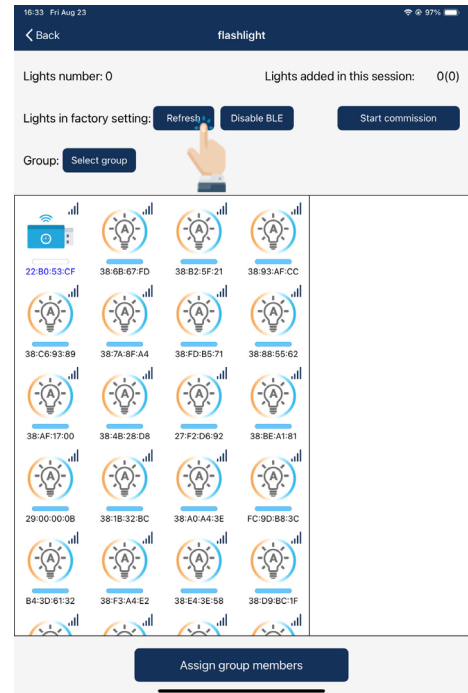 16:33 Fri Aug 23 97%
Back flashlight
Lights number: 0 Lights added in this session: 0(0)
Lights in factory setting: Refresh Disable BLE Start commission
Group: Select group
22:B0:53:CF 38:6B:67:FD 38:B2:5F:21 38:93:AF:CC
A A A
38:C6:93:89 38:7A:8F:A4 38:FD:B5:71 38:88:55:62
A A A A
38:AF:17:00 38:4B:28:D8 27:F2:D6:92 38:BE:A1:81
A A A A
29:00:00:0B 38:1B:32:BC 38:A0:A4:3E FC:9D:B8:3C
A A A A
B4:3D:61:32 38:F3:A4:E2 38:E4:3E:58 38:D9:BC:1F
A A A A
Assign group members